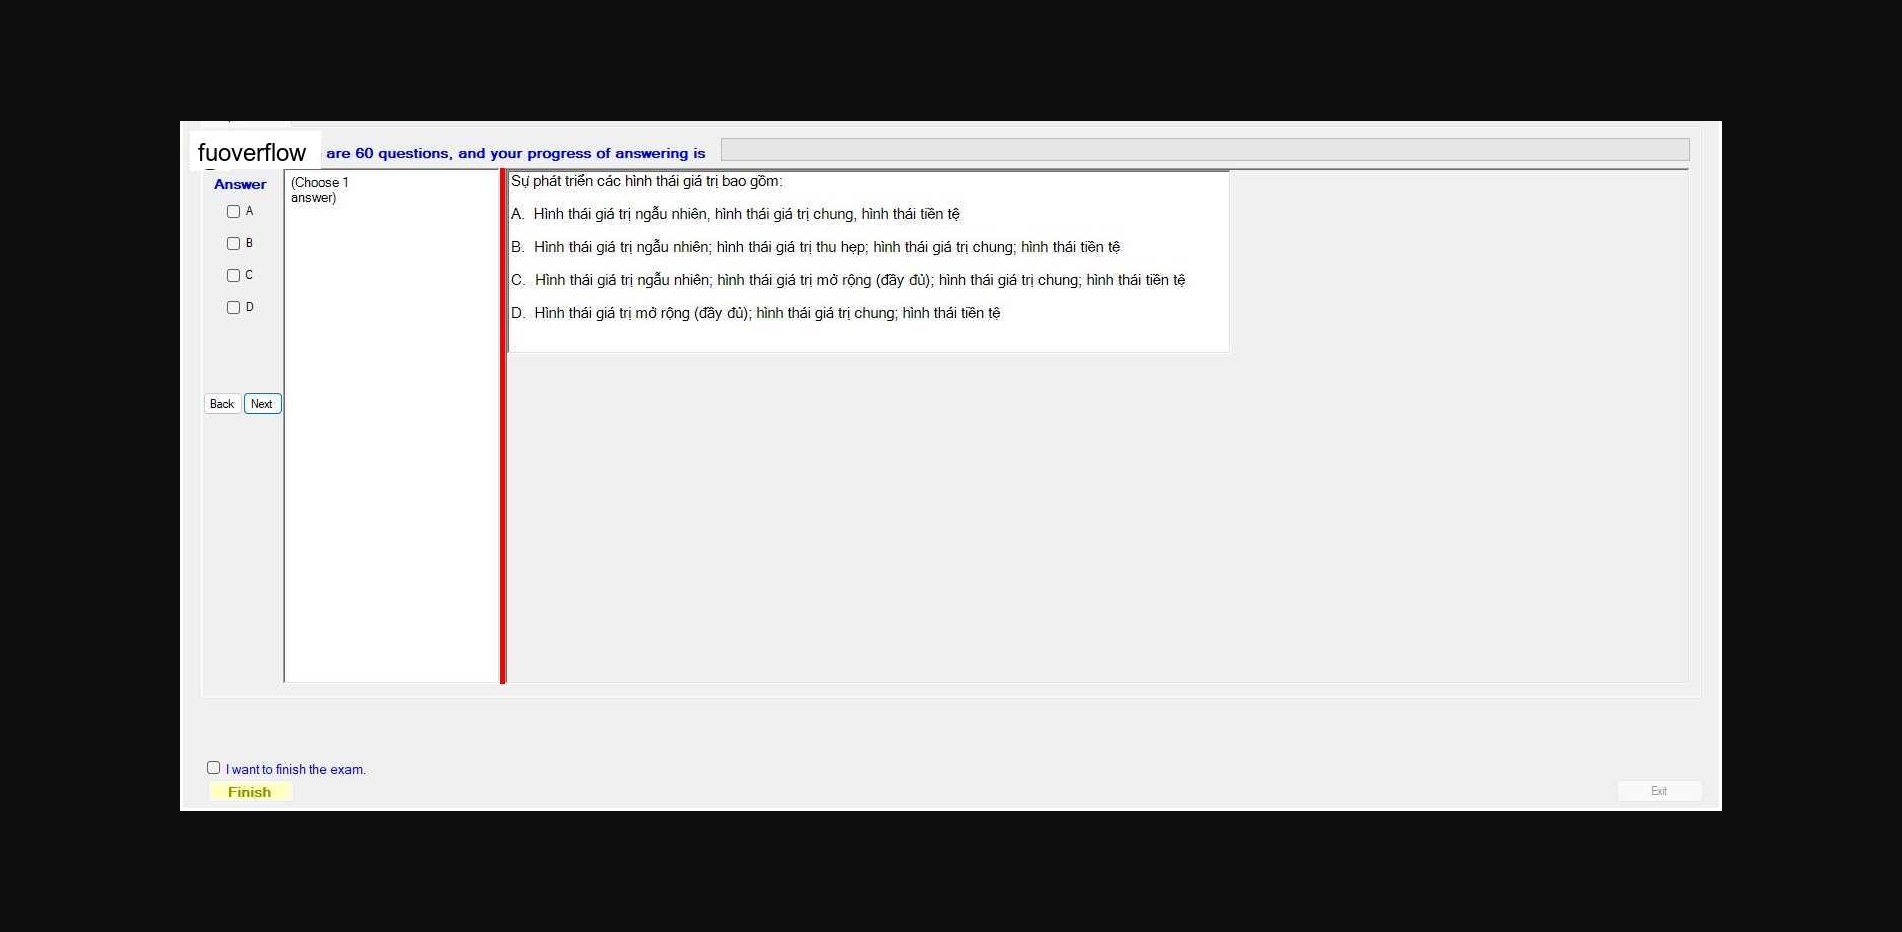 fuoverflow are 60 questions, and your progress of answering is
Answer
(Choose 1
answer)
A
B
C
D
Back Next
Sự phát triển các hình thái giá trị bao gồm:
A. Hình thái giá trị ngẫu nhiên, hình thái giá trị chung, hình thái tiền tệ
B. Hình thái giá trị ngẫu nhiên; hình thái giá trị thu hẹp; hình thái giá trị chung; hình thái tiền tệ
C. Hình thái giá trị ngẫu nhiên; hình thái giá trị mở rộng (đầy đủ); hình thái giá trị chung; hình thái tiền tệ
D. Hình thái giá trị mở rộng (đầy đủ); hình thái giá trị chung; hình thái tiền tệ
I want to finish the exam.
Finish
Exit